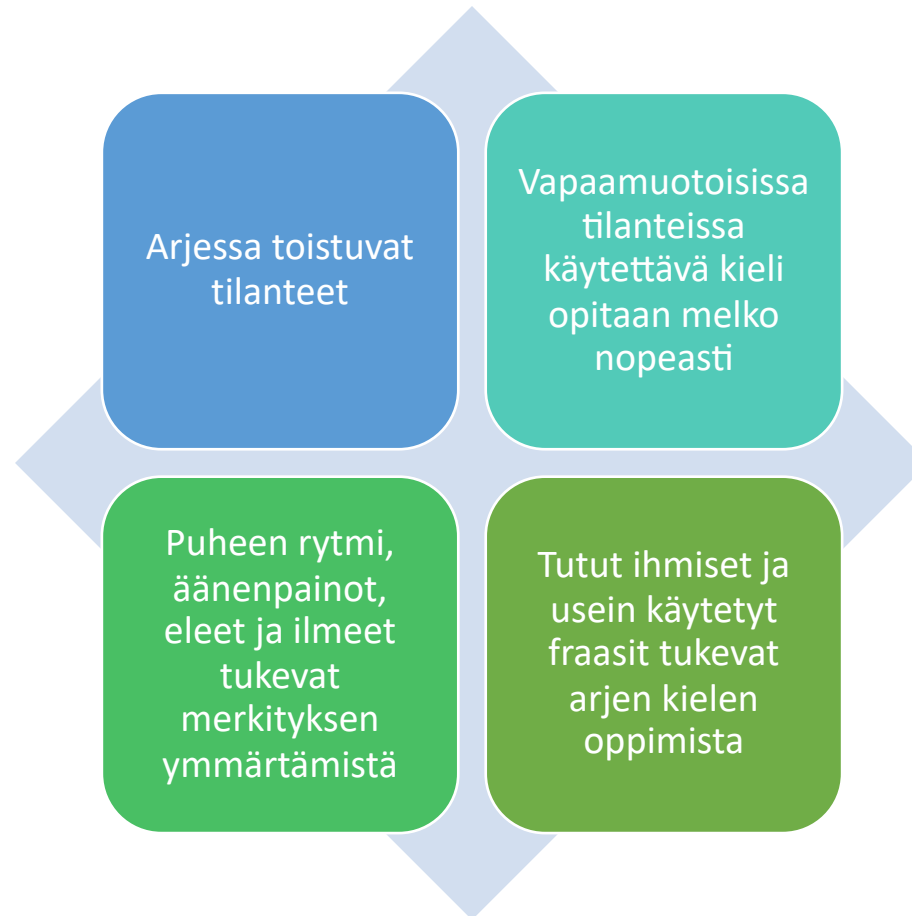 Arjessa toistuvat
tilanteet
Vapaamuotoisissa
tilanteissa
käytettävä kieli
opitaan melko
nopeasti
Puheen rytmi,
äänenpainot,
eleet ja ilmeet
tukevat
merkityksen
ymmärtämistä
Tutut ihmiset ja
usein käytetyt
fraasit tukevat
arjen kielen
oppimista